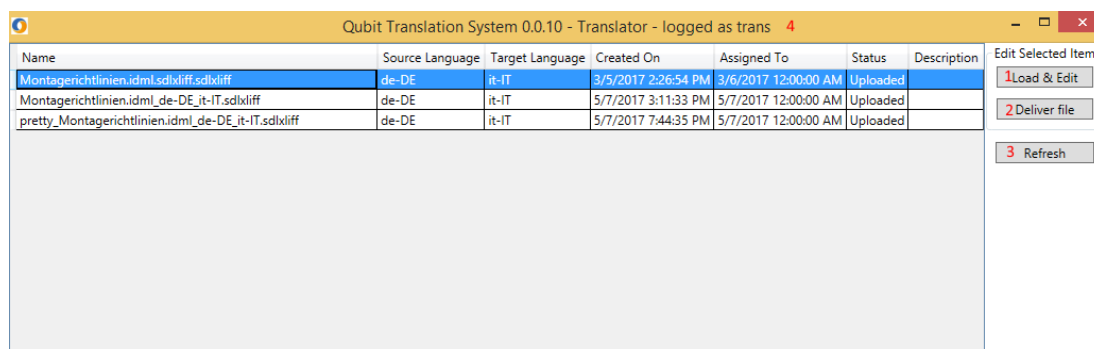 Qubit Translation System 0.0.10 - Translator - logged as trans 4
Name Source Language Target Language Created On Assigned To Status Description Edit Selected Item
Montagerichtlinien.idml.sdlxliff.sdlxliff de-DE it-IT 3/5/2017 2:26:54 PM 3/6/2017 12:00:00 AM Uploaded 1 Load & Edit
Montagerichtlinien.idml_de-DE_it-IT.sdlxliff de-DE it-IT 5/7/2017 3:11:33 PM 5/7/2017 12:00:00 AM Uploaded 2 Deliver file
pretty_Montagerichtlinien.idml_de-DE_it-IT.sdlxliff de-DE it-IT 5/7/2017 7:44:35 PM 5/7/2017 12:00:00 AM Uploaded
3 Refresh